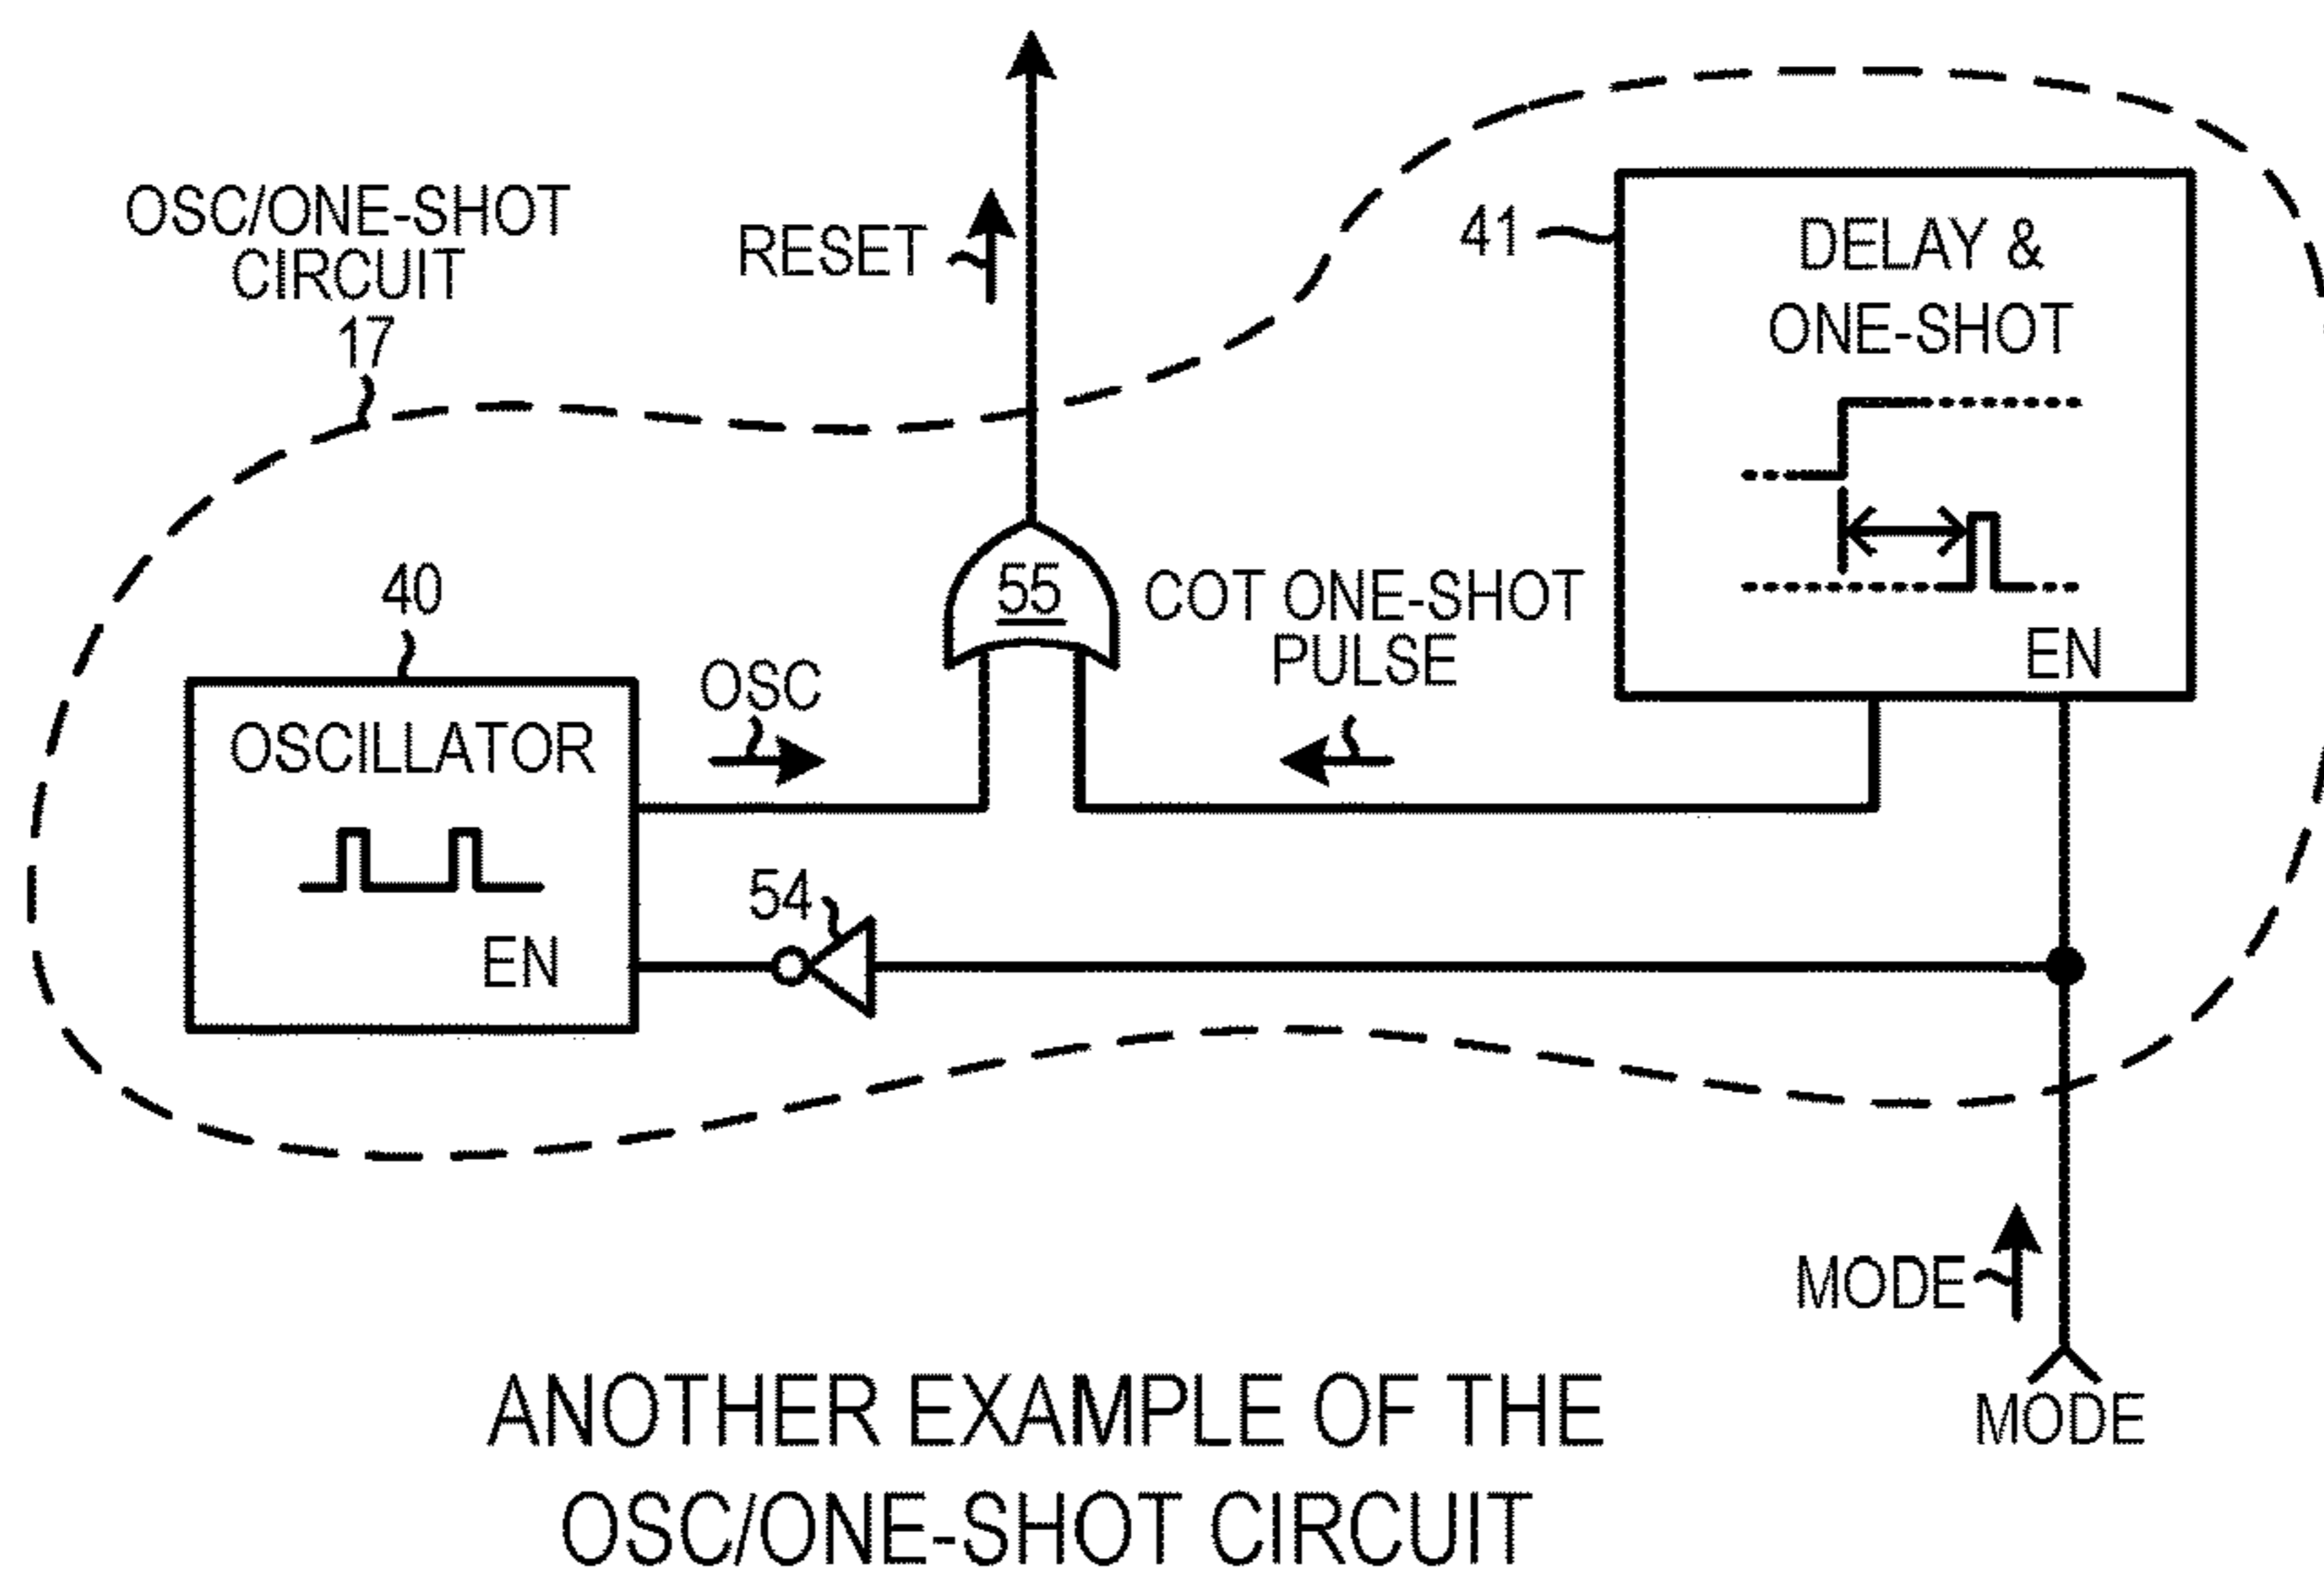 OSC/ONE-SHOT
CIRCUIT
17
RESET
41
DELAY &
ONE-SHOT
EN
40
OSCILLATOR
EN
OSC
55
COT ONE-SHOT
PULSE
54
MODE
MODE
ANOTHER EXAMPLE OF THE
OSC/ONE-SHOT CIRCUIT